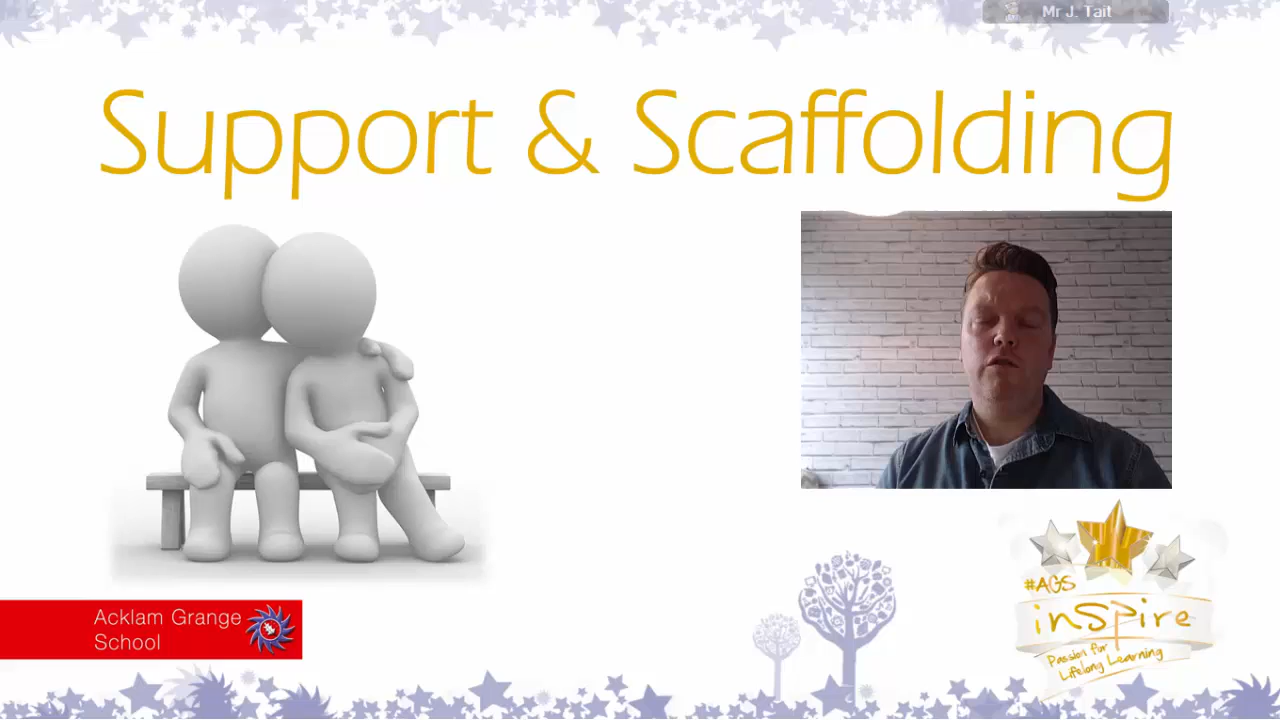 Mr J. Tait
Support & Scaffolding
Acklam Grange
School
#AGS
inspire
Passion for
Lifelong Learning